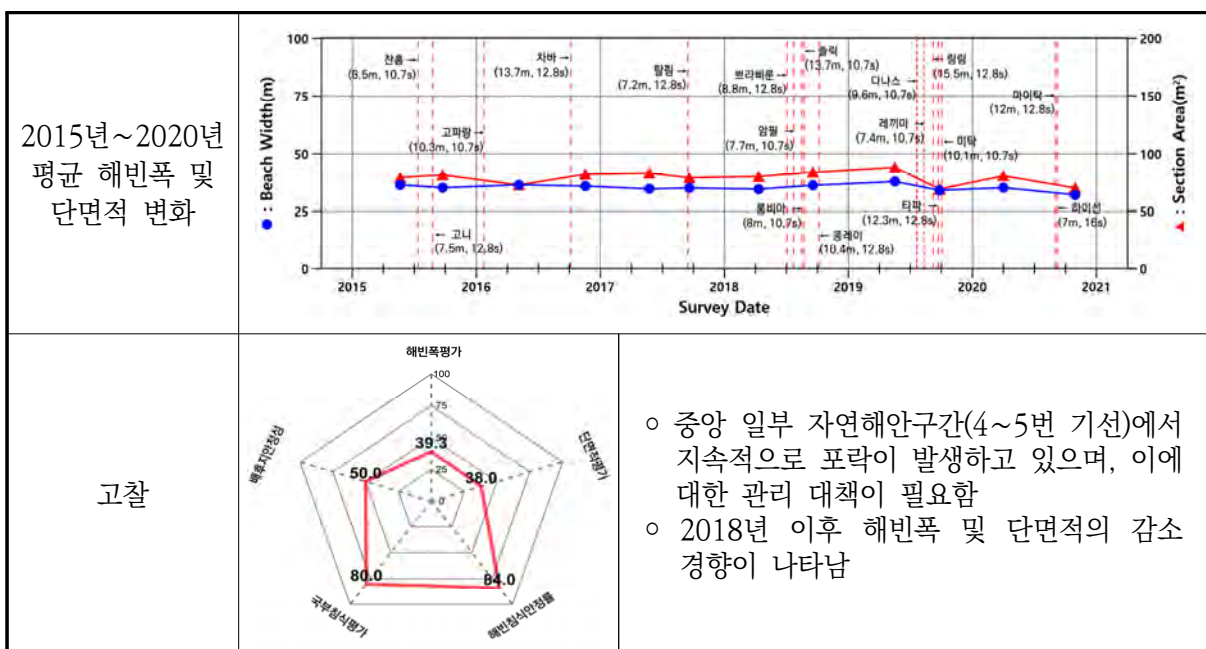 2015년~2020년
평균 해빈폭 및
단면적 변화
● : Beach Width(m)
100
75
50
25
0
찬홈 →
(8.5m, 10.7s)
고파량 →
(10.3m, 10.7s)
← 고니
(7.5m, 12.8s)
차바 →
(13.7m, 12.8s)
탈림 →
(7.2m, 12.8s)
쁘라삐룬 →
(8.8m, 12.8s)
암필 →
(7.7m, 10.7s)
룸비아 →
(8m, 10.7s)
← 솔릭
(13.7m, 10.7s)
← 콩레이
(10.4m, 12.8s)
다나스 →
(9.6m, 10.7s)
레끼마 →
(7.4m, 10.7s)
타파 →
(12.3m, 12.8s)
← 링링
(15.5m, 12.8s)
← 미탁
(10.1m, 10.7s)
마이탁 →
(12m, 12.8s)
← 하이선
(7m, 16s)
200
150
100
50
0
▲ : Section Area(m²)
2015 2016 2017 2018 2019 2020 2021
Survey Date
고찰
해빈폭평가
100
75
50
25
0
39.3
38.0
50.0
80.0
84.0
배후지안정성
단면적평가
국부침식평가
해빈침식안정률
○ 중앙 일부 자연해안구간(4~5번 기선)에서
지속적으로 포락이 발생하고 있으며, 이에
대한 관리 대책이 필요함
○ 2018년 이후 해빈폭 및 단면적의 감소
경향이 나타남